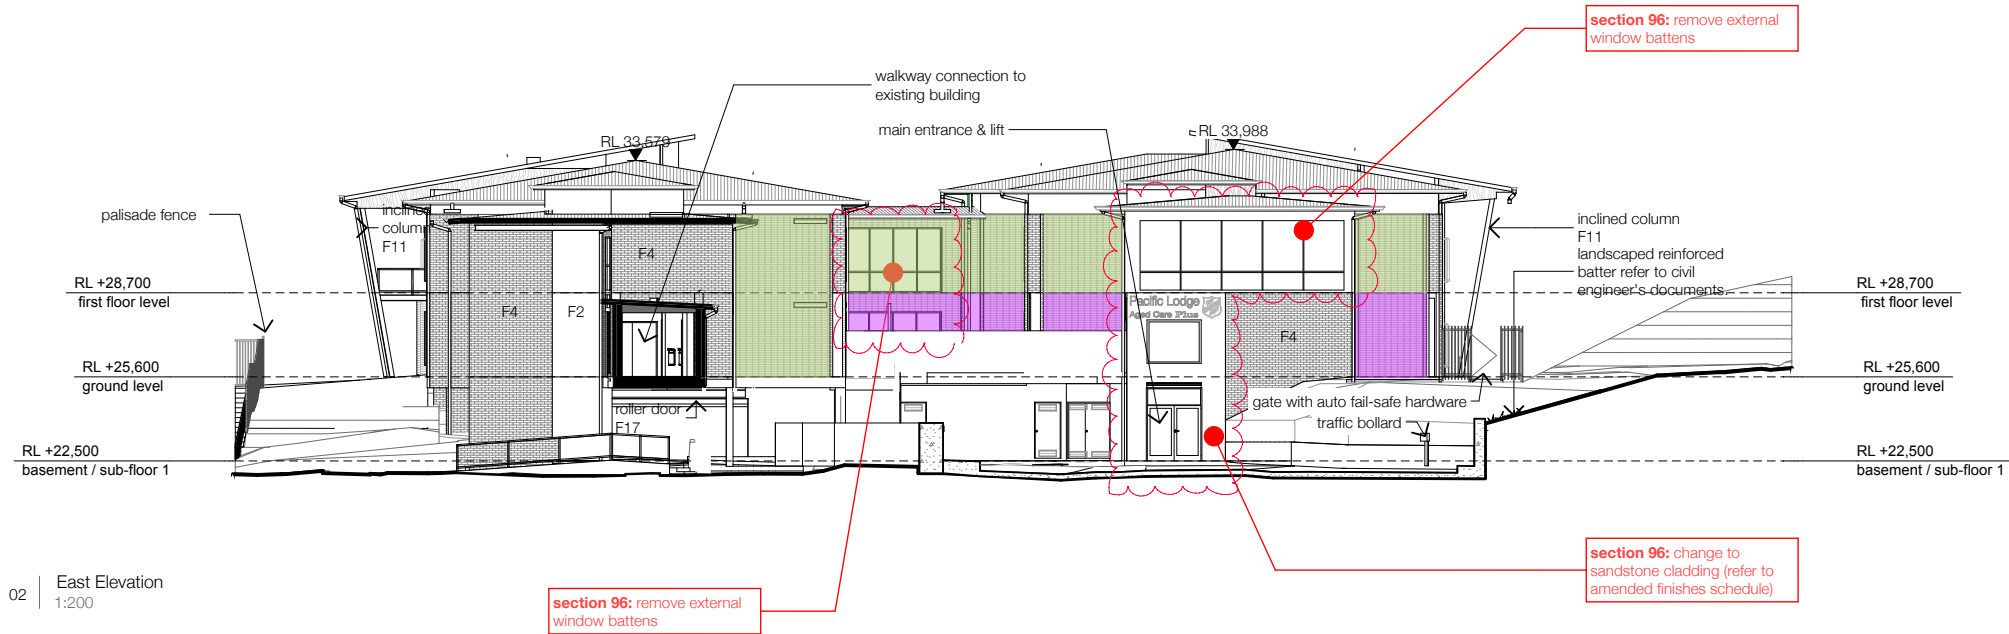 section 96: remove external
window battens
walkway connection to
existing building
main entrance & lift
RL 33,579
RL 33,988
palisade fence
inclined
column
F11
inclined column
F11
landscaped reinforced
batter refer to civil
engineer's documents.
F4
RL +28,700
first floor level
RL +28,700
first floor level
F4
F2
Pacific Lodge
Aged Care Plus
F4
RL +25,600
ground level
RL +25,600
ground level
roller door
F17
gate with auto fail-safe hardware
traffic bollard
RL +22,500
basement / sub-floor 1
RL +22,500
basement / sub-floor 1
section 96: change to
sandstone cladding (refer to
amended finishes schedule)
02
East Elevation
1:200
section 96: remove external
window battens